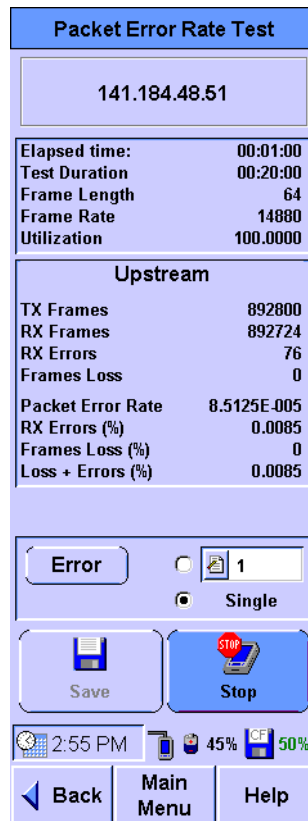 Packet Error Rate Test
141.184.48.51
Elapsed time: 00:01:00
Test Duration 00:20:00
Frame Length 64
Frame Rate 14880
Utilization 100.0000
Upstream
TX Frames 892800
RX Frames 892724
RX Errors 76
Frames Loss 0
Packet Error Rate 8.5125E-005
RX Errors (%) 0.0085
Frames Loss (%) 0
Loss + Errors (%) 0.0085
Error 1
Single
STOP
Save Stop
2:55 PM 45% CF 50%
Back Main Menu Help